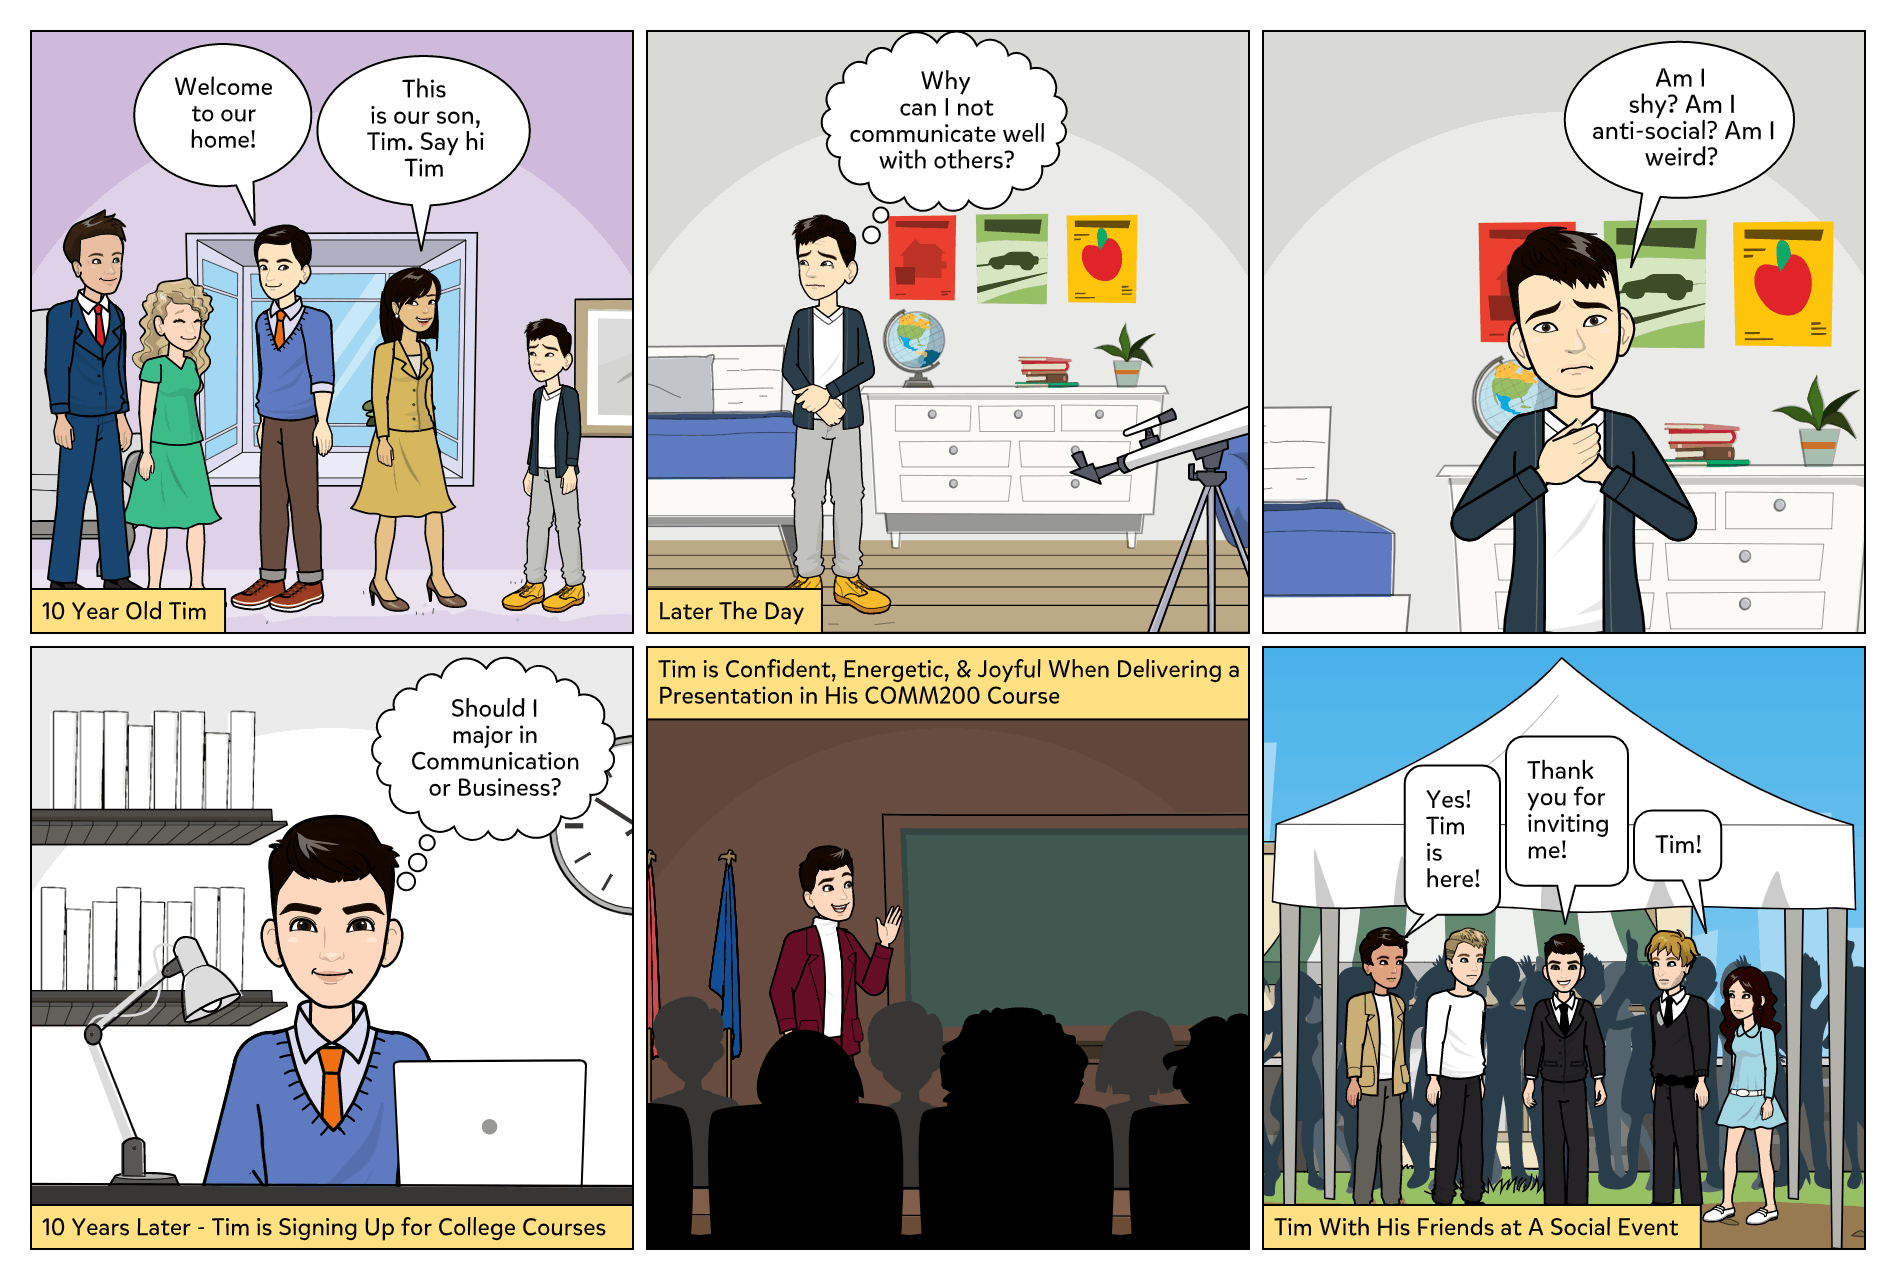 Welcome
to our
home!
This
is our son,
Tim. Say hi
Tim
10 Year Old Tim
Why
can I not
communicate well
with others?
Later The Day
Am I
shy? Am I
anti-social? Am I
weird?
Should I
major in
Communication
or Business?
10 Years Later - Tim is Signing Up for College Courses
Tim is Confident, Energetic, & Joyful When Delivering a
Presentation in His COMM200 Course
Yes!
Tim
is
here!
Thank
you for
inviting
me!
Tim!
Tim With His Friends at A Social Event